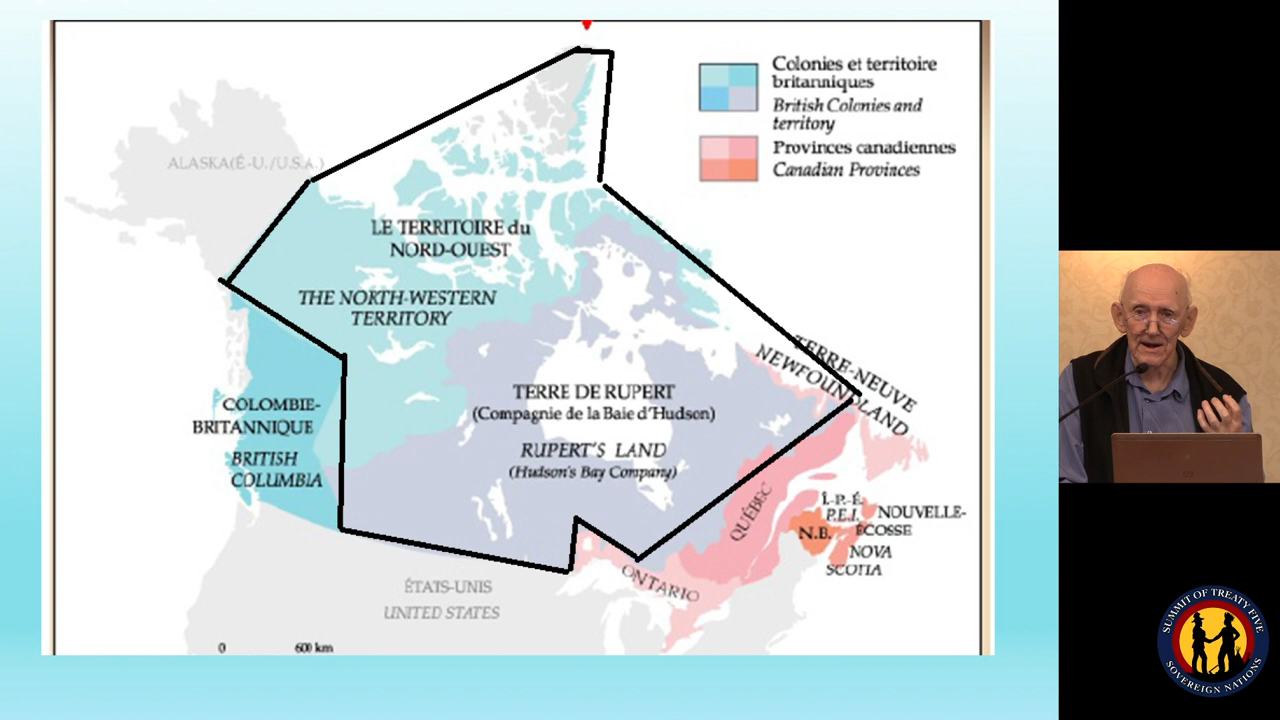 Colonies et territoire
britanniques
British Colonies and
territory
Provinces canadiennes
Canadian Provinces
ALASKA(É-U./U.S.A.)
LE TERRITOIRE du
NORD-OUEST
THE NORTH-WESTERN
TERRITORY
TERRE-NEUVE
NEWFOUNDLAND
TERRE DE RUPERT
(Compagnie de la Baie d'Hudson)
RUPERT'S LAND
(Hudson's Bay Company)
COLOMBIE-
BRITANNIQUE
BRITISH
COLUMBIA
QUÉBEC
Î.-P.-É.
P.E.I.
NOUVELLE-
ÉCOSSE
N.B.
NOVA
SCOTIA
ONTARIO
ÉTATS-UNIS
UNITED STATES
0 600 km
SUMMIT OF TREATY FIVE
SOVEREIGN NATIONS